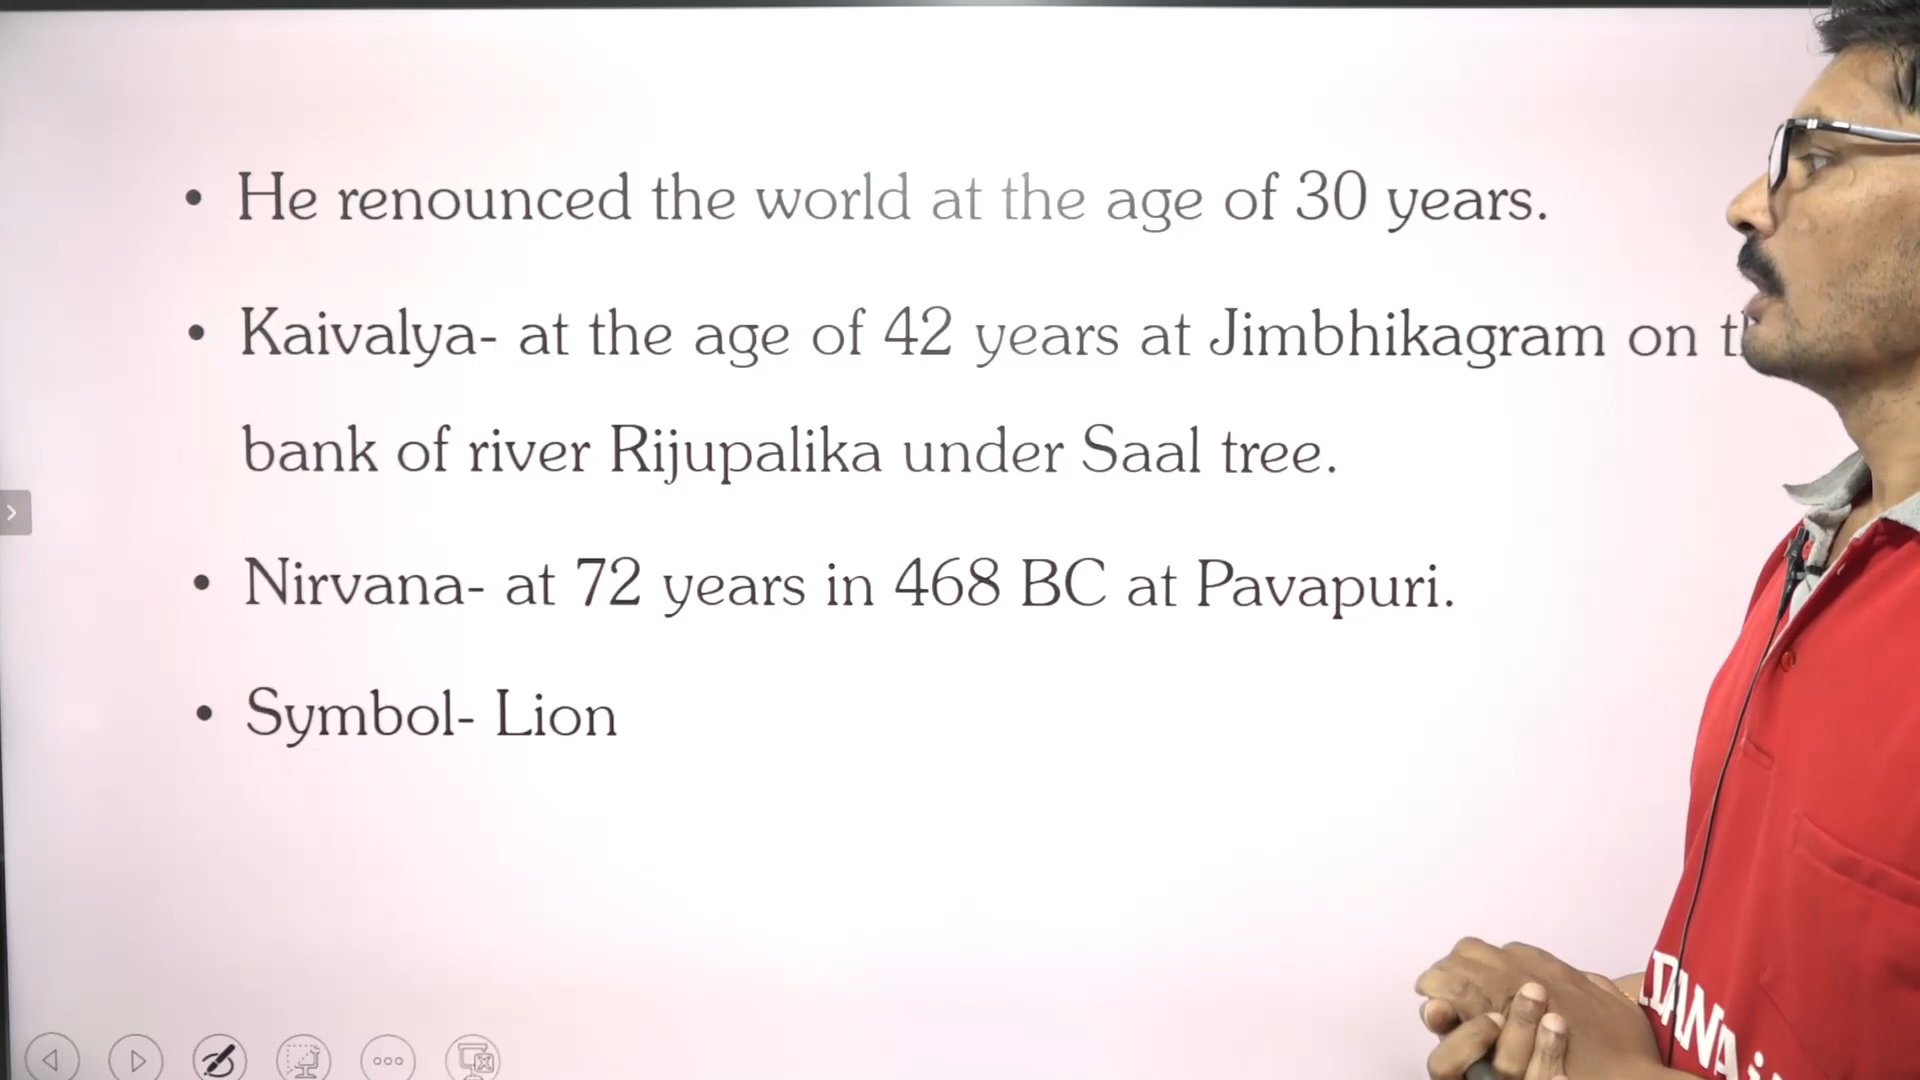 • He renounced the world at the age of 30 years.
• Kaivalya- at the age of 42 years at Jimbhikagram on
bank of river Rijupalika under Saal tree.
• Nirvana- at 72 years in 468 BC at Pavapuri.
• Symbol- Lion